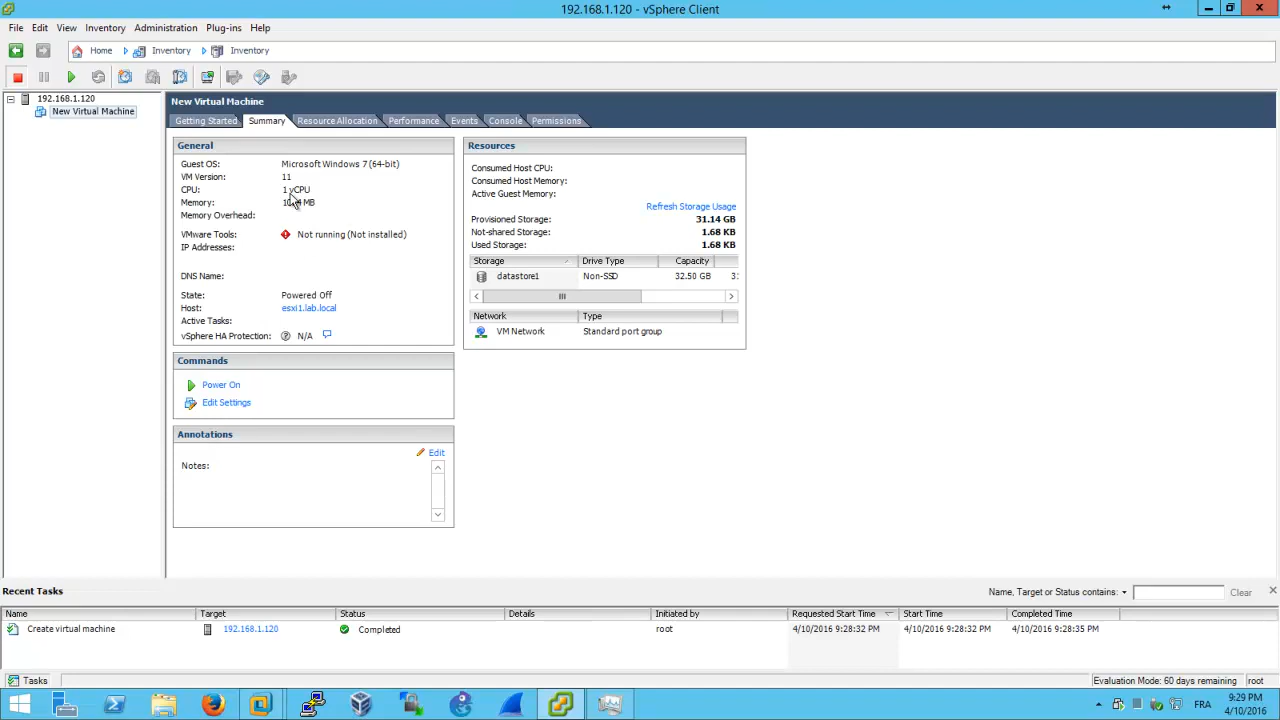 192.168.1.120 - vSphere Client
File Edit View Inventory Administration Plug-ins Help
Home Inventory Inventory
192.168.1.120
New Virtual Machine
New Virtual Machine
Getting Started Summary Resource Allocation Performance Events Console Permissions
General
Guest OS: Microsoft Windows 7 (64-bit)
VM Version: 11
CPU: 1 vCPU
Memory: MB
Memory Overhead:
VMware Tools: Not running (Not installed)
IP Addresses:
DNS Name:
State: Powered Off
Host: esxi1.lab.local
Active Tasks:
vSphere HA Protection: N/A
Commands
Power On
Edit Settings
Annotations
Edit
Notes:
Resources
Consumed Host CPU:
Consumed Host Memory:
Active Guest Memory:
Refresh Storage Usage
Provisioned Storage: 31.14 GB
Not-shared Storage: 1.68 KB
Used Storage: 1.68 KB
Storage Drive Type Capacity
datastore1 Non-SSD 32.50 GB
Network Type
VM Network Standard port group
Recent Tasks
Name, Target or Status contains: Clear
Name Target Status Details Initiated by Requested Start Time Start Time Completed Time
Create virtual machine 192.168.1.120 Completed root 4/10/2016 9:28:32 PM 4/10/2016 9:28:32 PM 4/10/2016 9:28:35 PM
Tasks
Evaluation Mode: 60 days remaining root
FRA
9:29 PM
4/10/2016